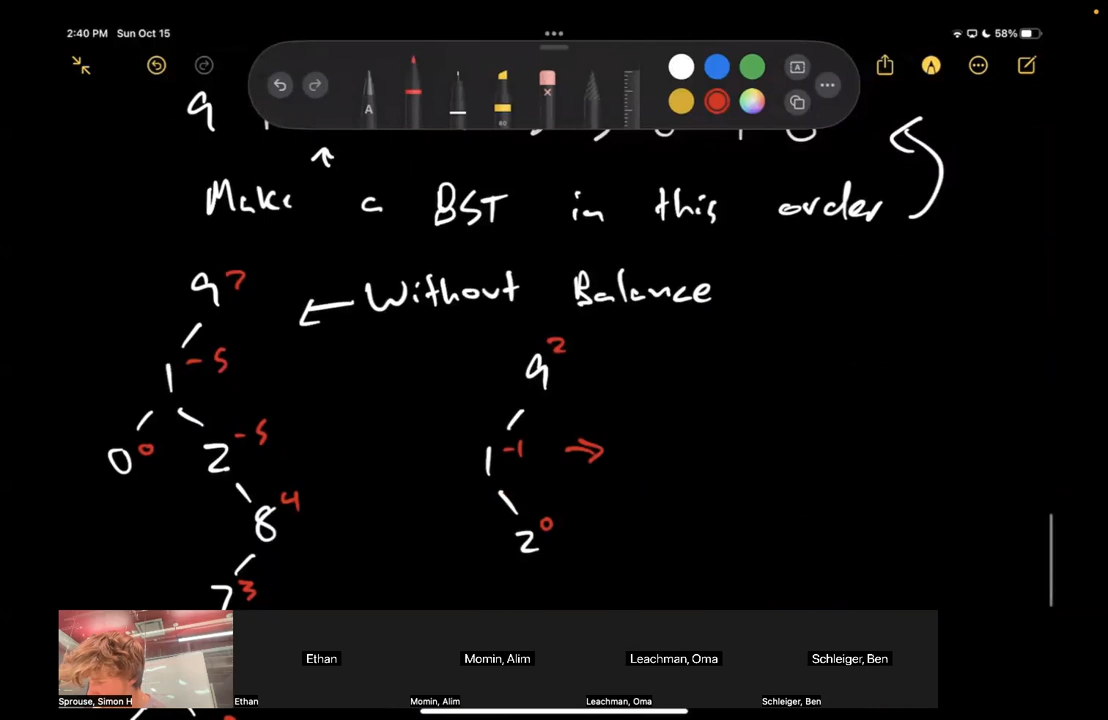 2:40 PM Sun Oct 15
58%
A
80
A
9
Make a BST in this order
9 7
← Without Balance
1 -5
0 0
2 -5
8 4
7 3
9 2
1 -1 ⇒
2 0
Ethan
Momin, Alim
Leachman, Oma
Schleiger, Ben
Sprouse, Simon H
Ethan
Momin, Alim
Leachman, Oma
Schleiger, Ben